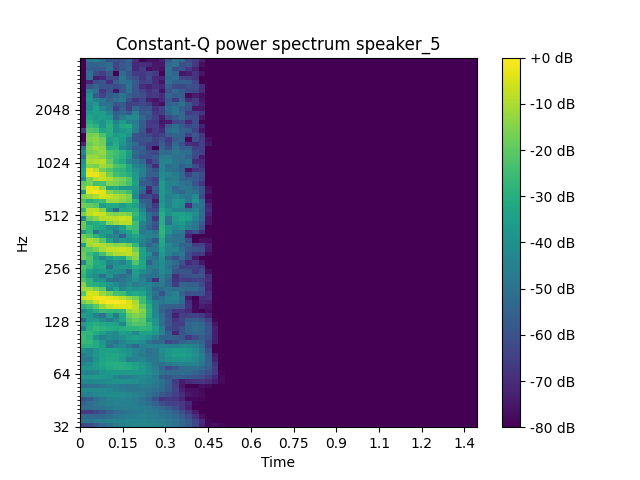 Constant-Q power spectrum speaker_5
+0 dB
2048
-10 dB
1024
-20 dB
-30 dB
512
Hz
-40 dB
256
-50 dB
128
-60 dB
64
-70 dB
32
-80 dB
0 0.15 0.3 0.45 0.6 0.75 0.9 1.1 1.2 1.4
Time